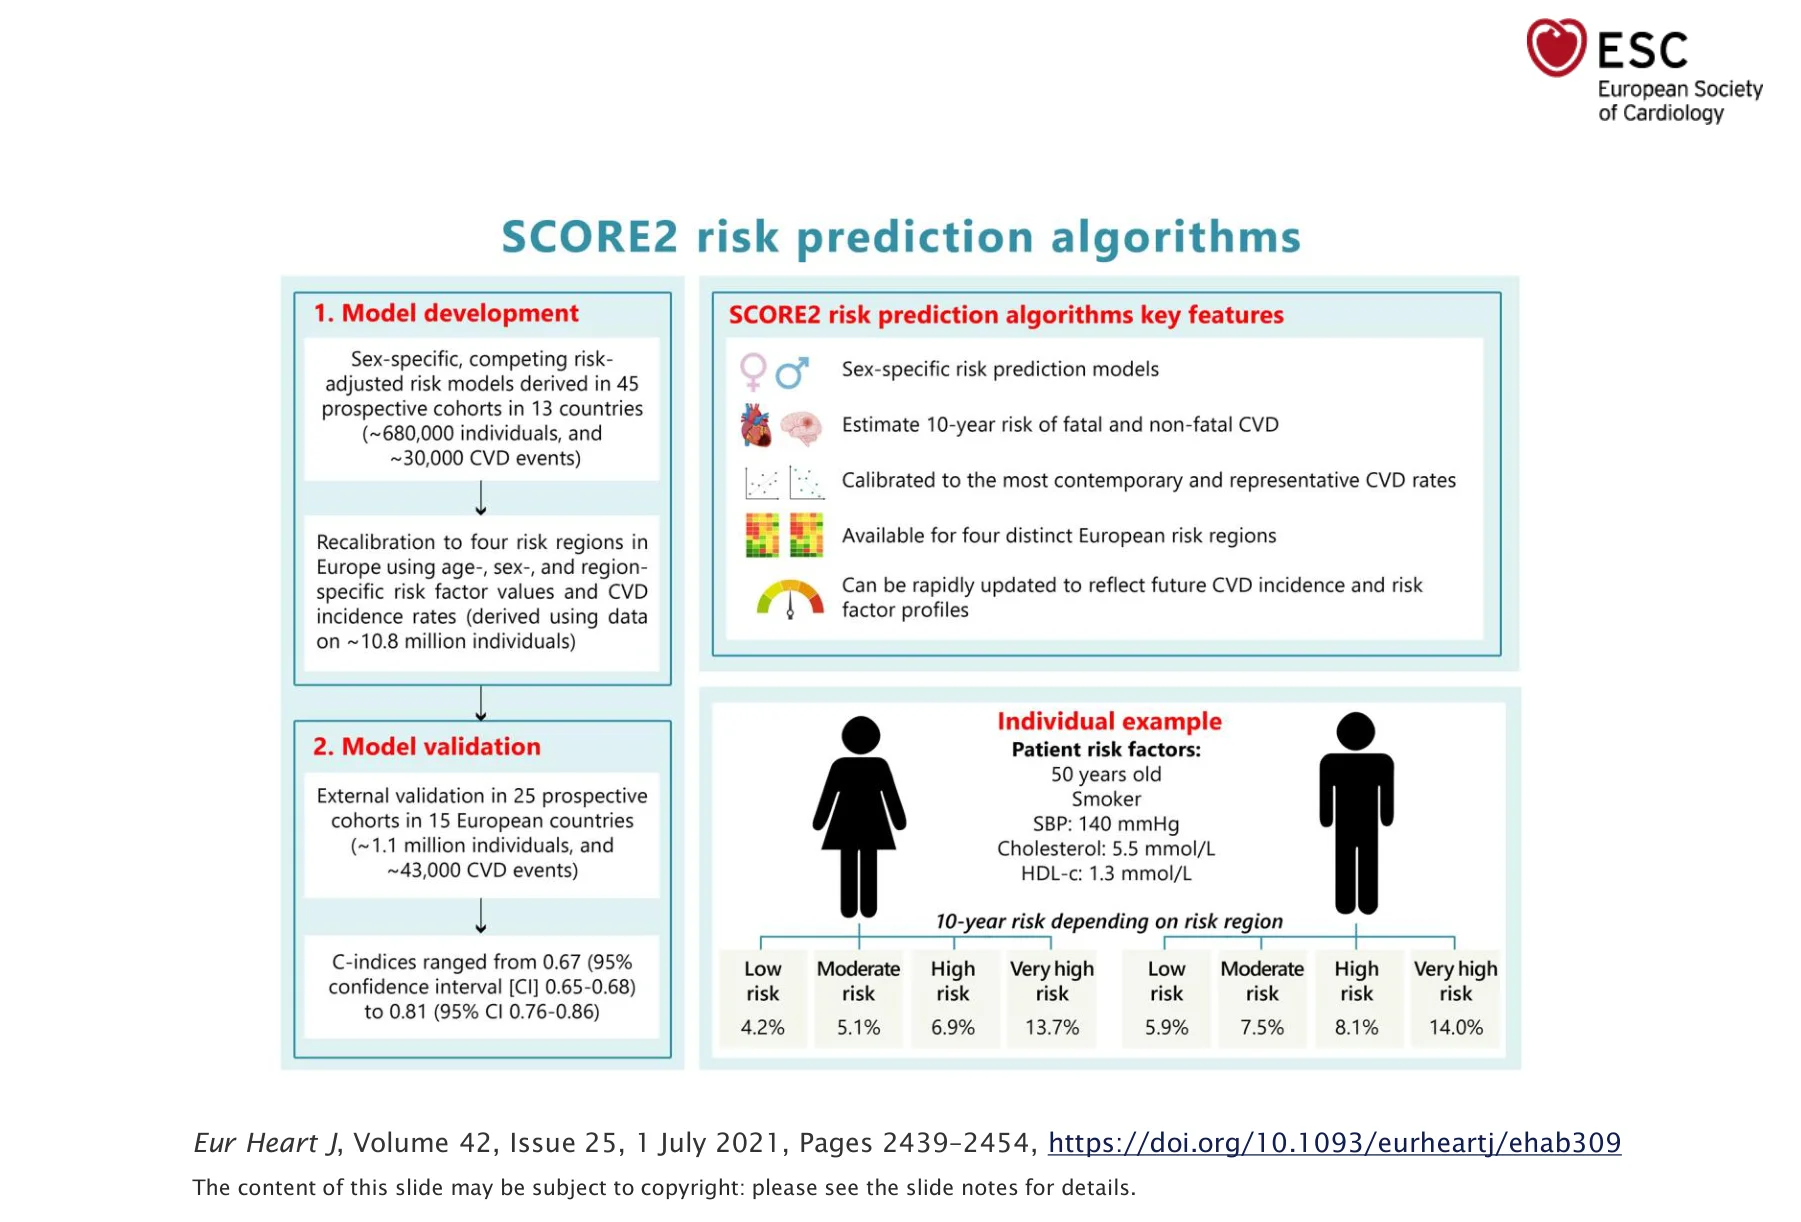 ESC
European Society
of Cardiology
SCORE2 risk prediction algorithms
1. Model development
Sex-specific, competing risk-
adjusted risk models derived in 45
prospective cohorts in 13 countries
(~680,000 individuals, and
~30,000 CVD events)
Recalibration to four risk regions in
Europe using age-, sex-, and region-
specific risk factor values and CVD
incidence rates (derived using data
on ~10.8 million individuals)
2. Model validation
External validation in 25 prospective
cohorts in 15 European countries
(~1.1 million individuals, and
~43,000 CVD events)
C-indices ranged from 0.67 (95%
confidence interval [CI] 0.65-0.68)
to 0.81 (95% CI 0.76-0.86)
SCORE2 risk prediction algorithms key features
Sex-specific risk prediction models
Estimate 10-year risk of fatal and non-fatal CVD
Calibrated to the most contemporary and representative CVD rates
Available for four distinct European risk regions
Can be rapidly updated to reflect future CVD incidence and risk
factor profiles
Individual example
Patient risk factors:
50 years old
Smoker
SBP: 140 mmHg
Cholesterol: 5.5 mmol/L
HDL-c: 1.3 mmol/L
10-year risk depending on risk region
Low risk 4.2%
Moderate risk 5.1%
High risk 6.9%
Very high risk 13.7%
Low risk 5.9%
Moderate risk 7.5%
High risk 8.1%
Very high risk 14.0%
Eur Heart J, Volume 42, Issue 25, 1 July 2021, Pages 2439–2454, https://doi.org/10.1093/eurheartj/ehab309
The content of this slide may be subject to copyright: please see the slide notes for details.